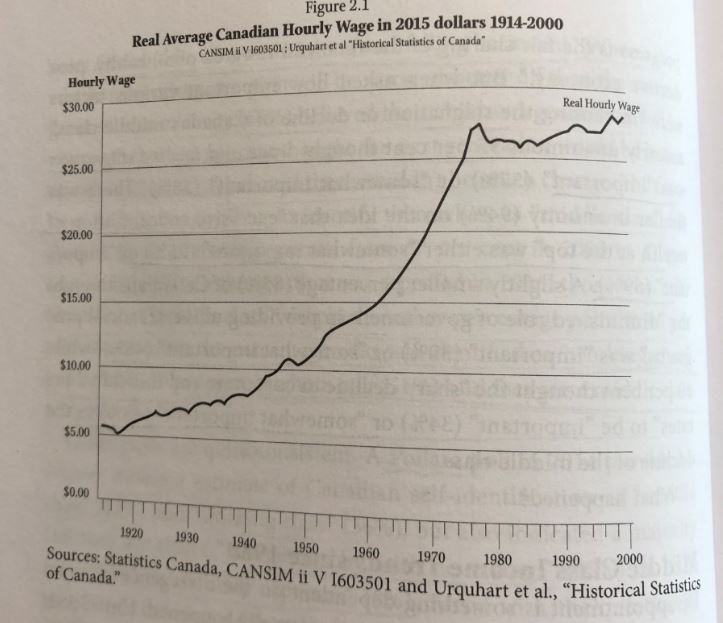 Figure 2.1
Real Average Canadian Hourly Wage in 2015 dollars 1914-2000
CANSIM ii V I603501 ; Urquhart et al "Historical Statistics of Canada"
Hourly Wage
$30.00
Real Hourly Wage
$25.00
$20.00
$15.00
$10.00
$5.00
$0.00
1920 1930 1940 1950 1960 1970 1980 1990 2000
Sources: Statistics Canada, CANSIM ii V I603501 and Urquhart et al., “Historical Statistics
of Canada.”